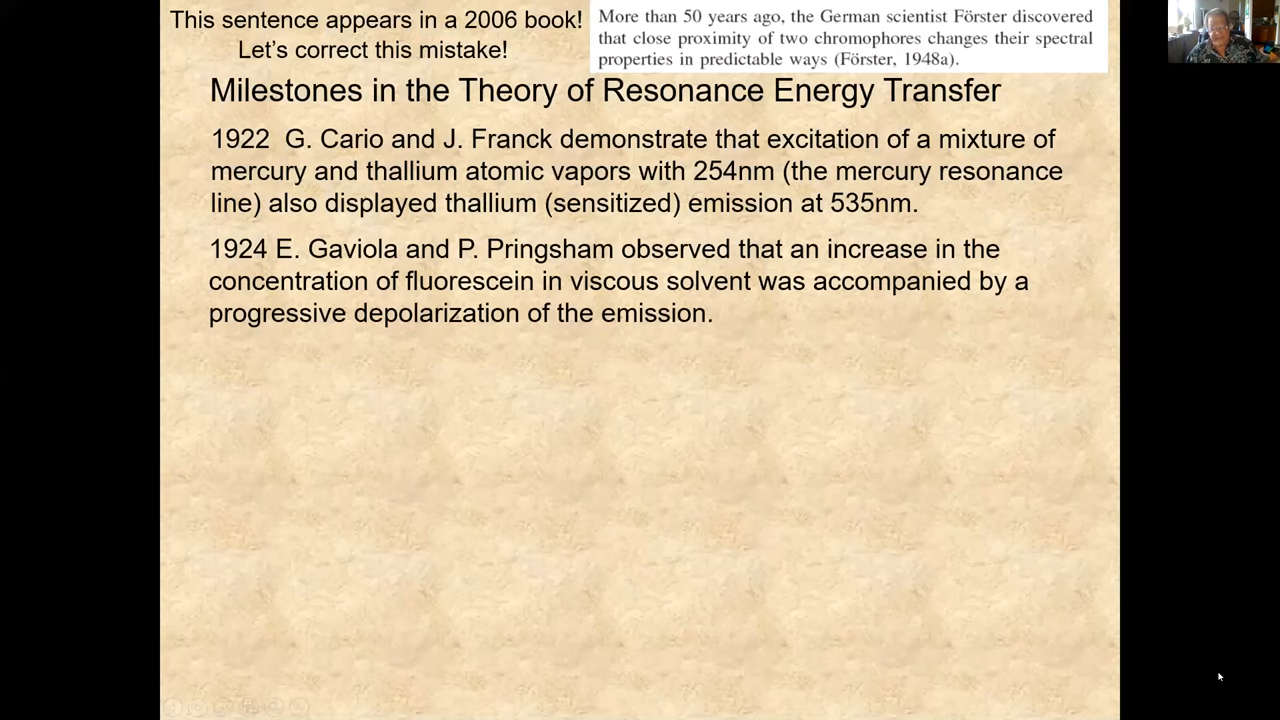 This sentence appears in a 2006 book!
Let's correct this mistake!
More than 50 years ago, the German scientist Förster discovered
that close proximity of two chromophores changes their spectral
properties in predictable ways (Förster, 1948a).
Milestones in the Theory of Resonance Energy Transfer
1922  G. Cario and J. Franck demonstrate that excitation of a mixture of
mercury and thallium atomic vapors with 254nm (the mercury resonance
line) also displayed thallium (sensitized) emission at 535nm.
1924 E. Gaviola and P. Pringsham observed that an increase in the
concentration of fluorescein in viscous solvent was accompanied by a
progressive depolarization of the emission.